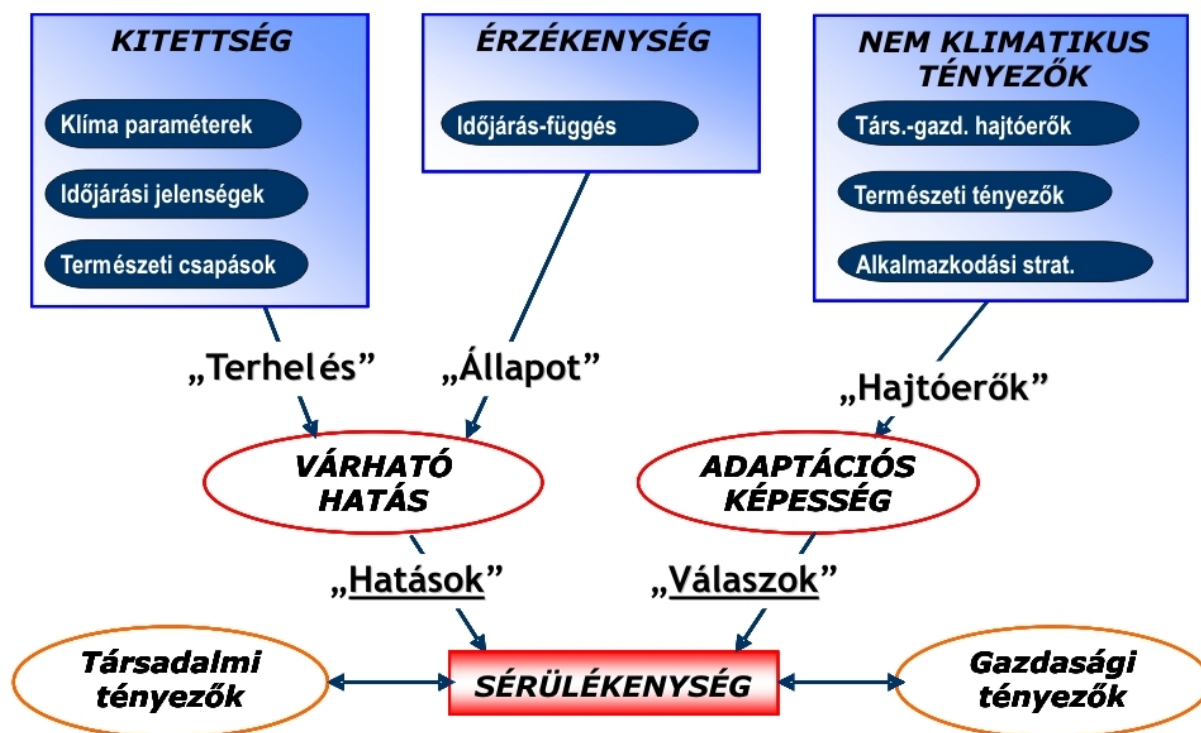 KITETTSÉG
Klíma paraméterek
Időjárási jelenségek
Természeti csapások
ÉRZÉKENYSÉG
Időjárás-függés
NEM KLIMATIKUS
TÉNYEZŐK
Társ.-gazd. hajtóerők
Természeti tényezők
Alkalmazkodási strat.
„Terhelés”
„Állapot”
„Hajtóerők”
VÁRHATÓ
HATÁS
ADAPTÁCIÓS
KÉPESSÉG
„Hatások”
„Válaszok”
Társadalmi
tényezők
SÉRÜLÉKENYSÉG
Gazdasági
tényezők